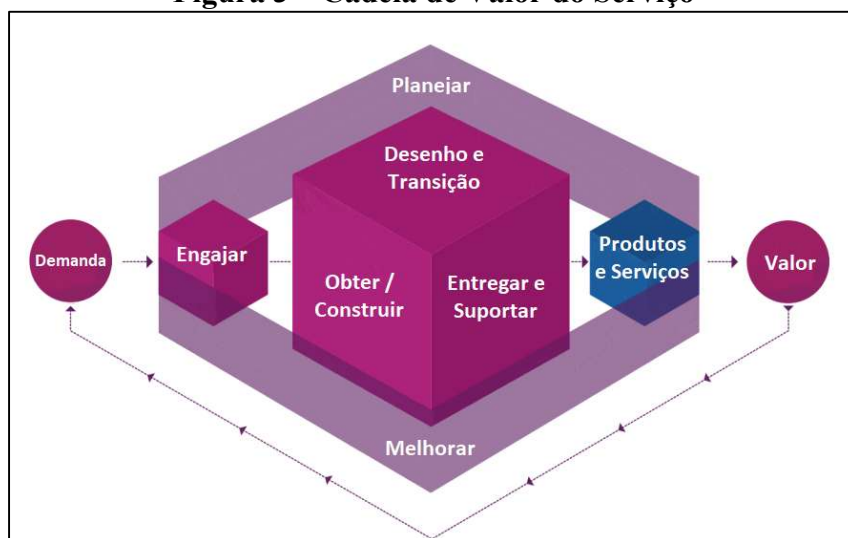 Figura 3 – Cadeia de Valor do Serviço
Planejar
Desenho e
Transição
Demanda
Engajar
Obter /
Construir
Entregar e
Suportar
Produtos
e Serviços
Valor
Melhorar